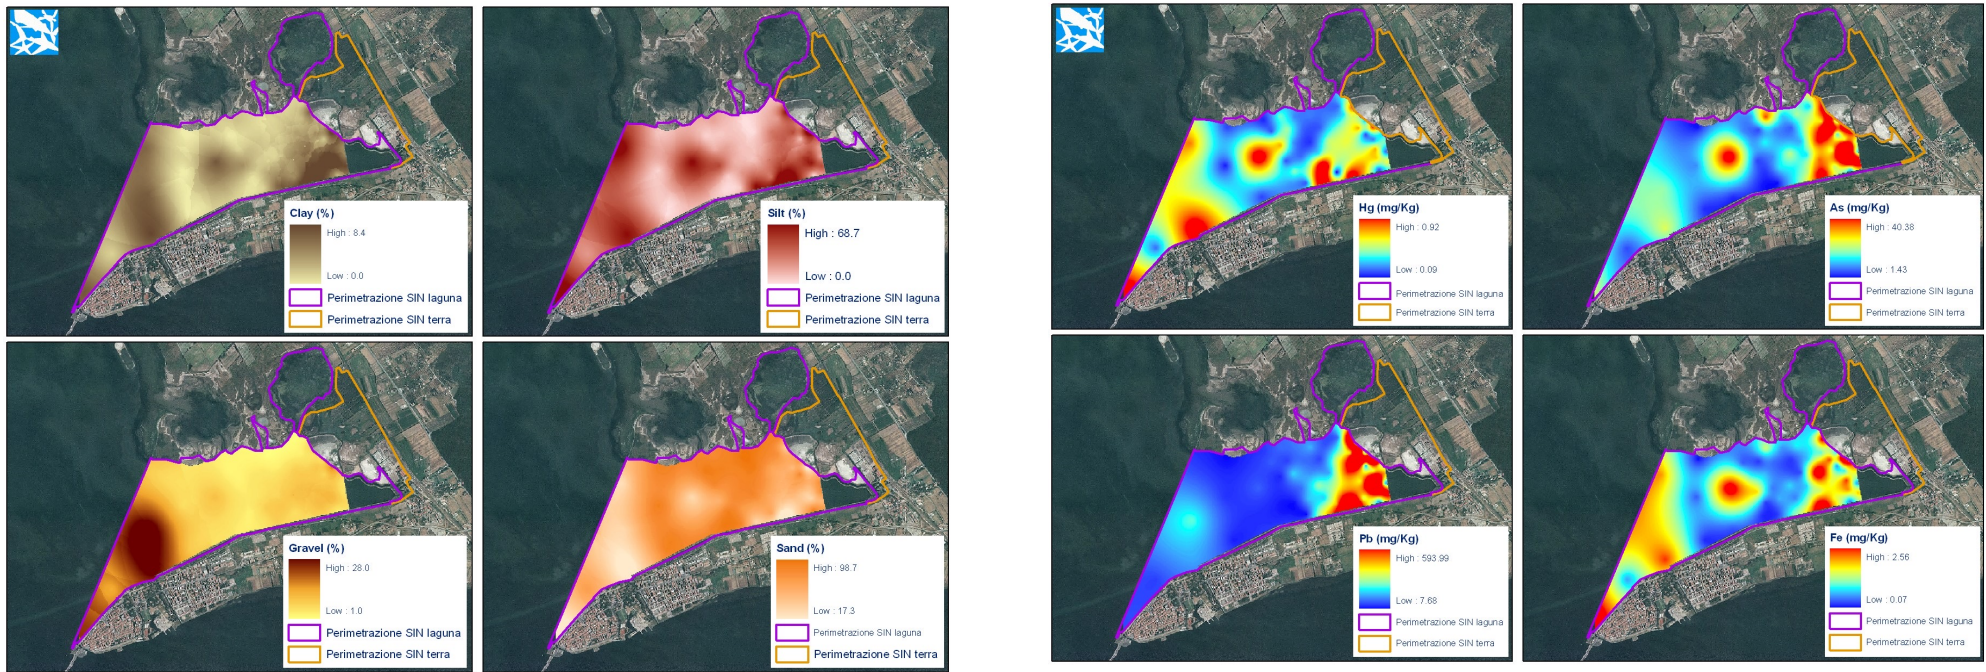 Clay (%)
High : 8.4
Low : 0.0
Perimetrazione SIN laguna
Perimetrazione SIN terra
Silt (%)
High : 68.7
Low : 0.0
Perimetrazione SIN laguna
Perimetrazione SIN terra
Hg (mg/Kg)
High : 0.92
Low : 0.09
Perimetrazione SIN laguna
Perimetrazione SIN terra
As (mg/Kg)
High : 40.38
Low : 1.43
Perimetrazione SIN laguna
Perimetrazione SIN terra
Gravel (%)
High : 28.0
Low : 1.0
Perimetrazione SIN laguna
Perimetrazione SIN terra
Sand (%)
High : 98.7
Low : 17.3
Perimetrazione SIN laguna
Perimetrazione SIN terra
Pb (mg/Kg)
High : 593.99
Low : 7.68
Perimetrazione SIN laguna
Perimetrazione SIN terra
Fe (mg/Kg)
High : 2.56
Low : 0.07
Perimetrazione SIN laguna
Perimetrazione SIN terra